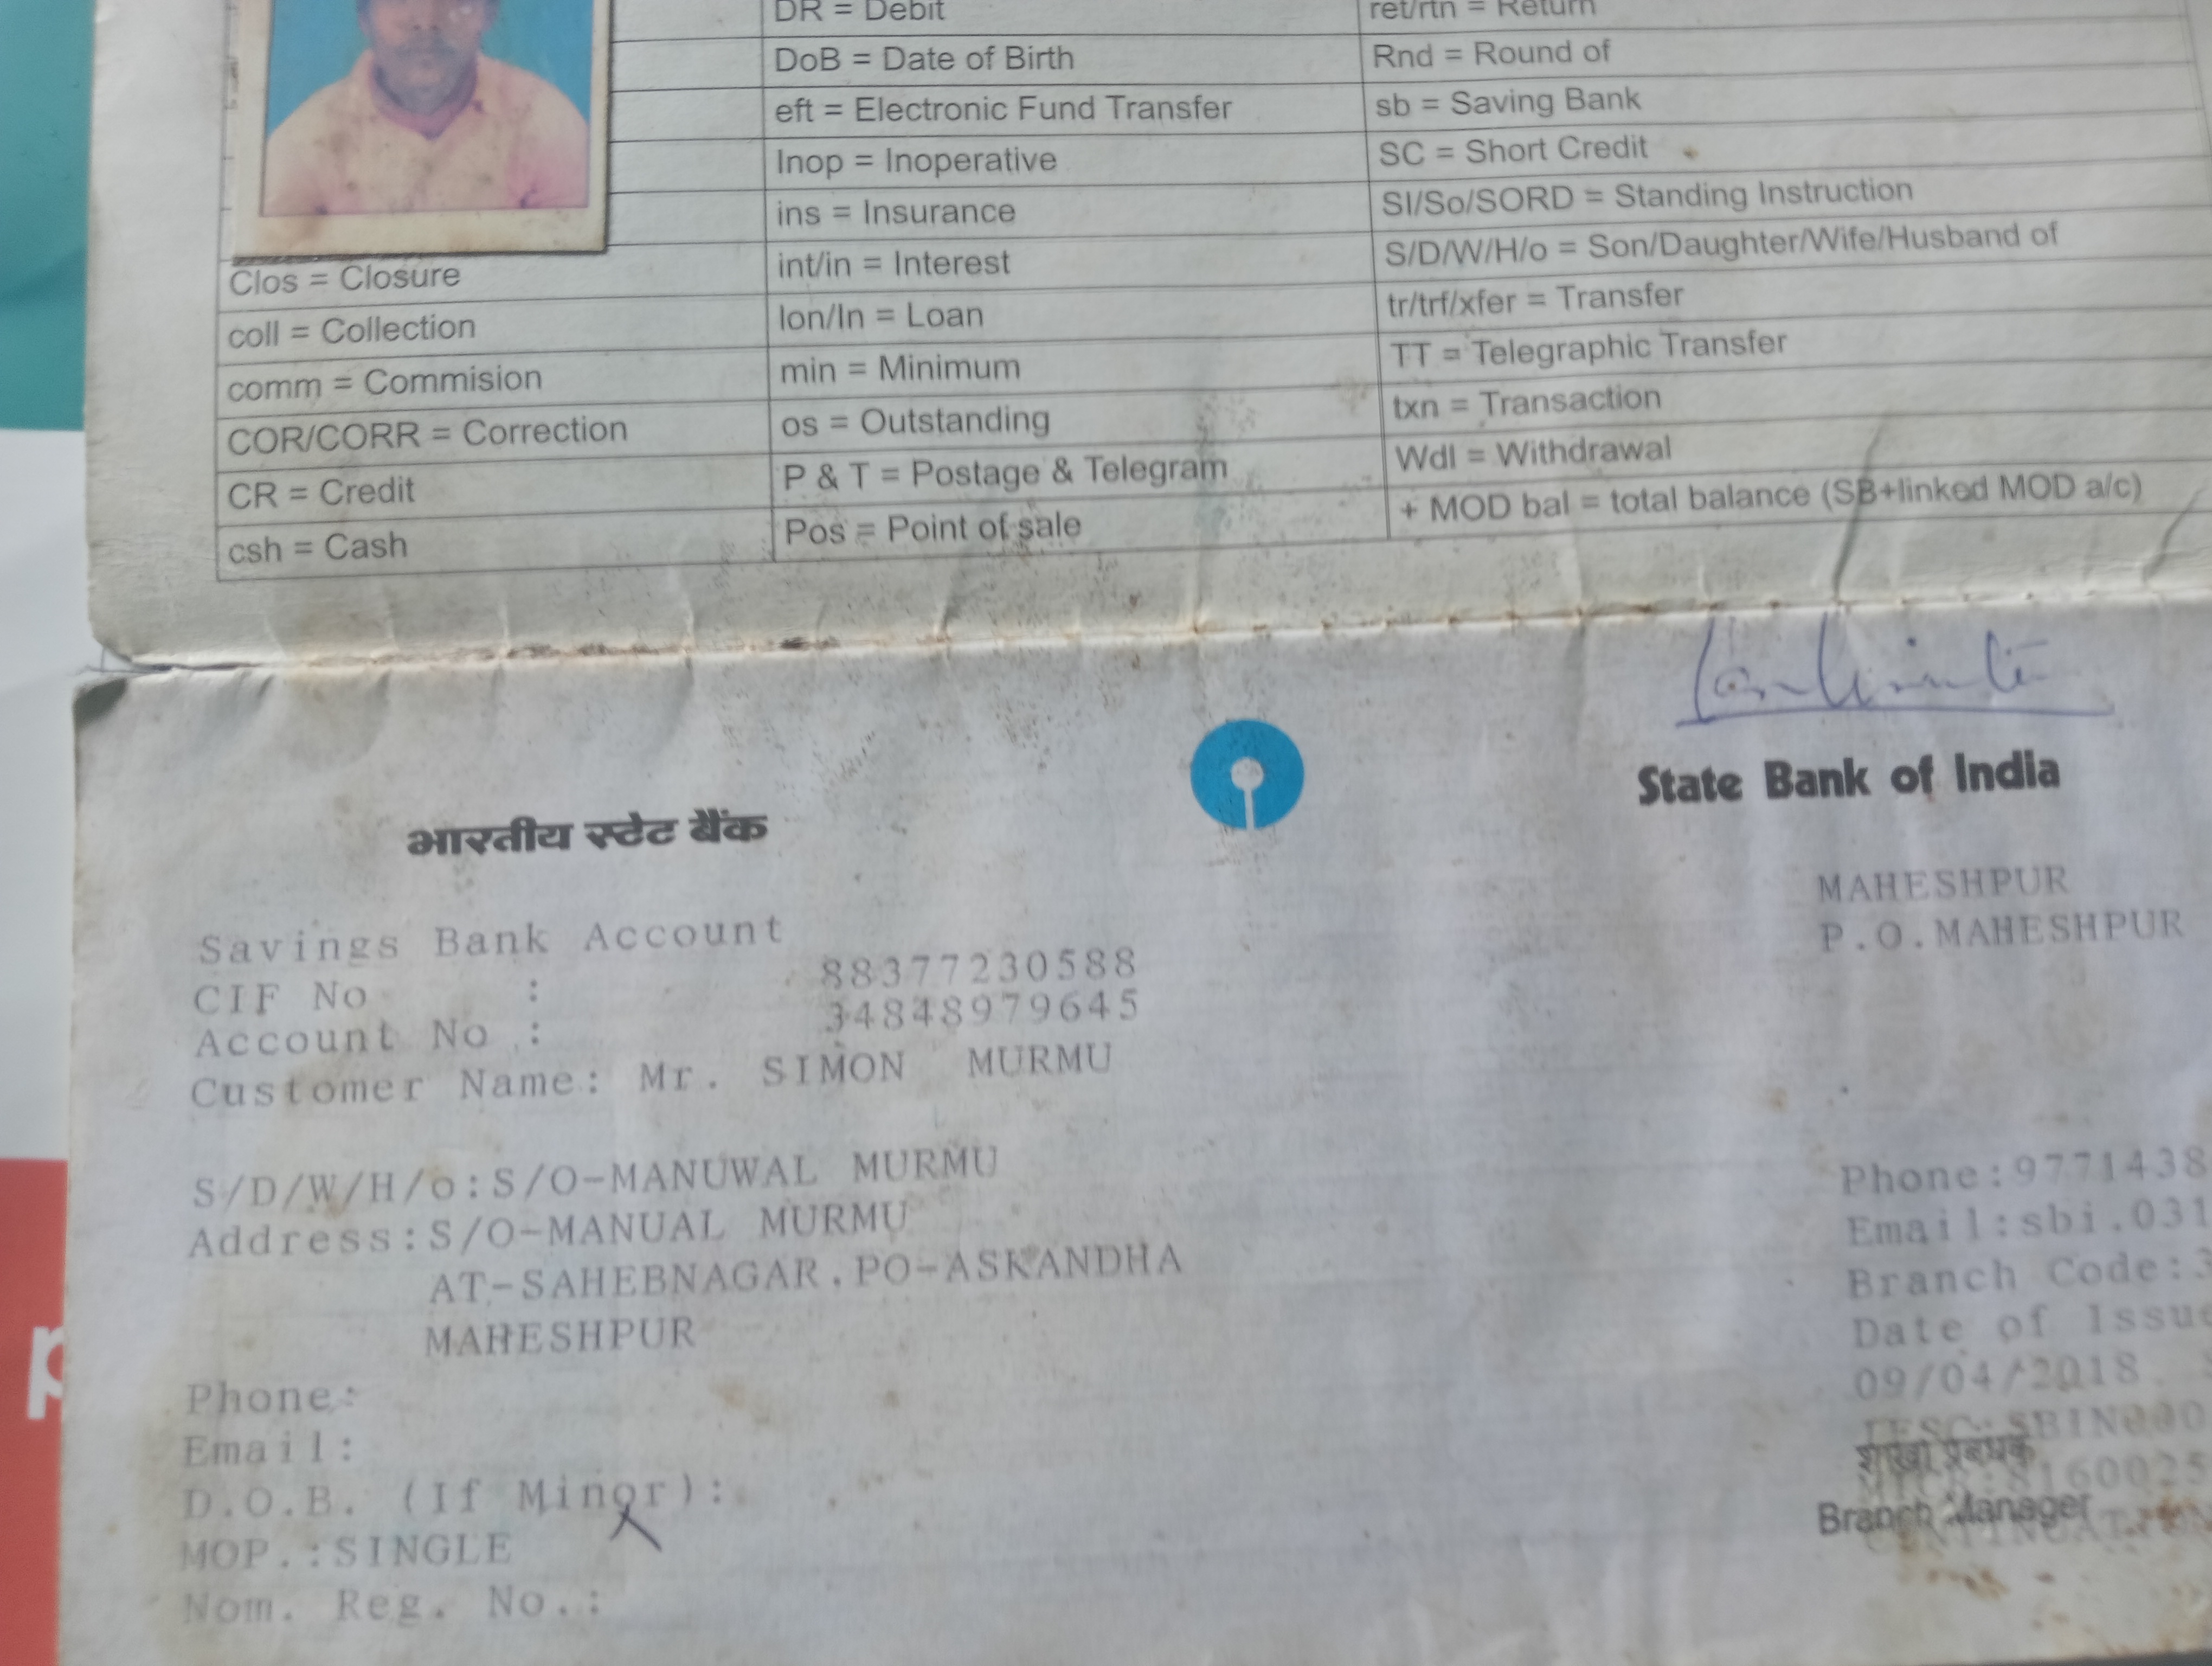 DR = Debit
ret/rtn = Return
DoB = Date of Birth
Rnd = Round of
eft = Electronic Fund Transfer
sb = Saving Bank
Inop = Inoperative
SC = Short Credit
ins = Insurance
SI/So/SORD = Standing Instruction
Clos = Closure
int/in = Interest
S/D/W/H/o = Son/Daughter/Wife/Husband of
coll = Collection
lon/ln = Loan
tr/trf/xfer = Transfer
comm = Commision
min = Minimum
TT = Telegraphic Transfer
COR/CORR = Correction
os = Outstanding
txn = Transaction
CR = Credit
P & T = Postage & Telegram
Wdl = Withdrawal
csh = Cash
Pos = Point of sale
+ MOD bal = total balance (SB+linked MOD a/c)
भारतीय स्टेट बैंक
State Bank of India
MAHESHPUR
P.O.MAHESHPUR
Savings Bank Account
CIF No : 88377230588
Account No : 34848979645
Customer Name: Mr. SIMON MURMU
S/D/W/H/o:S/O-MANUWAL MURMU
Address:S/O-MANUAL MURMU
AT-SAHEBNAGAR,PO-ASKANDHA
MAHESHPUR
Phone:
Email:
D.O.B. (If Minor):
MOP.:SINGLE
Nom. Reg. No.:
Phone:9771438
Email:sbi.031
Branch Code:3
Date of Issue
09/04/2018
IFSC:SBIN000
शाखा प्रबंधक
Branch Manager